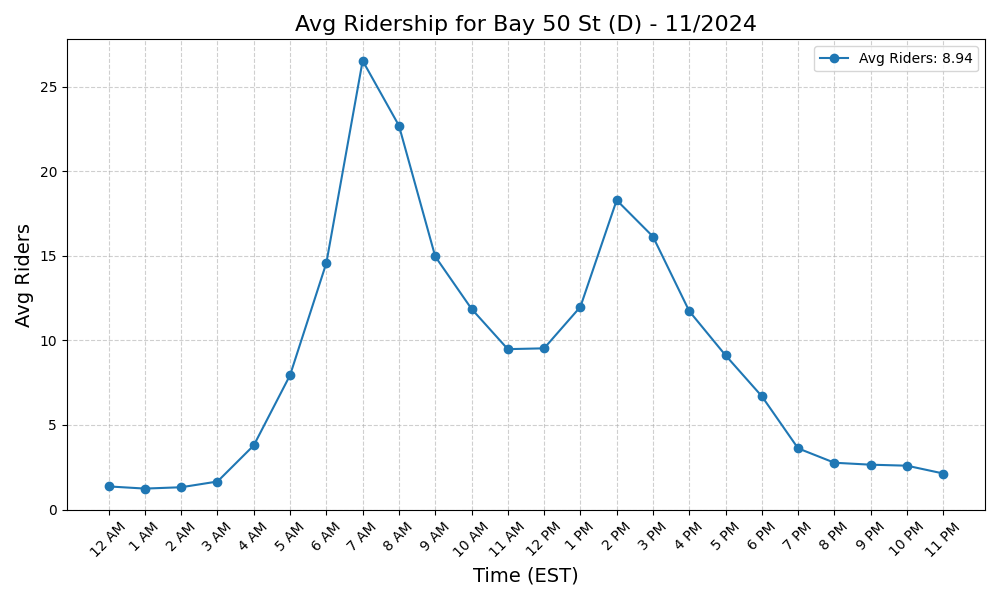 Avg Ridership for Bay 50 St (D) - 11/2024
Avg Riders: 8.94
Avg Riders
25
20
15
10
5
0
12 AM
1 AM
2 AM
3 AM
4 AM
5 AM
6 AM
7 AM
8 AM
9 AM
10 AM
11 AM
12 PM
1 PM
2 PM
3 PM
4 PM
5 PM
6 PM
7 PM
8 PM
9 PM
10 PM
11 PM
Time (EST)